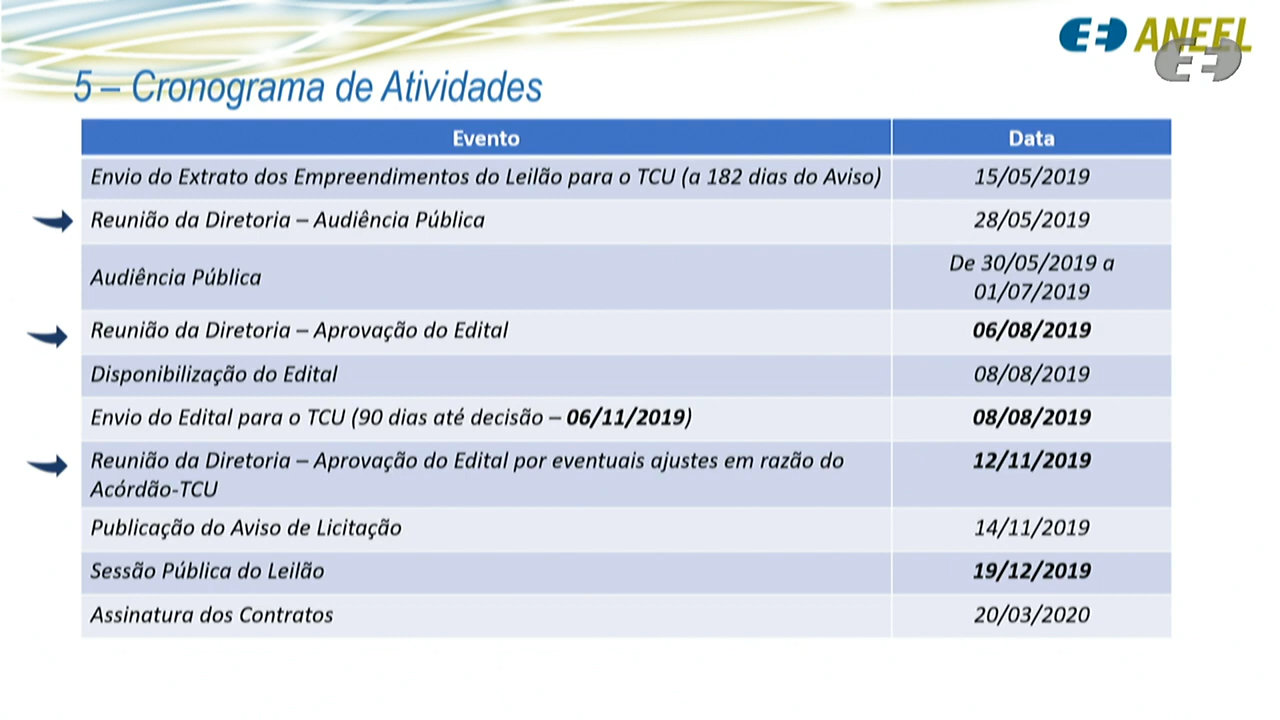 ANEEL
5 – Cronograma de Atividades
Evento Data
Envio do Extrato dos Empreendimentos do Leilão para o TCU (a 182 dias do Aviso) 15/05/2019
Reunião da Diretoria – Audiência Pública 28/05/2019
Audiência Pública De 30/05/2019 a
01/07/2019
Reunião da Diretoria – Aprovação do Edital 06/08/2019
Disponibilização do Edital 08/08/2019
Envio do Edital para o TCU (90 dias até decisão – 06/11/2019) 08/08/2019
Reunião da Diretoria – Aprovação do Edital por eventuais ajustes em razão do 12/11/2019
Acórdão-TCU
Publicação do Aviso de Licitação 14/11/2019
Sessão Pública do Leilão 19/12/2019
Assinatura dos Contratos 20/03/2020